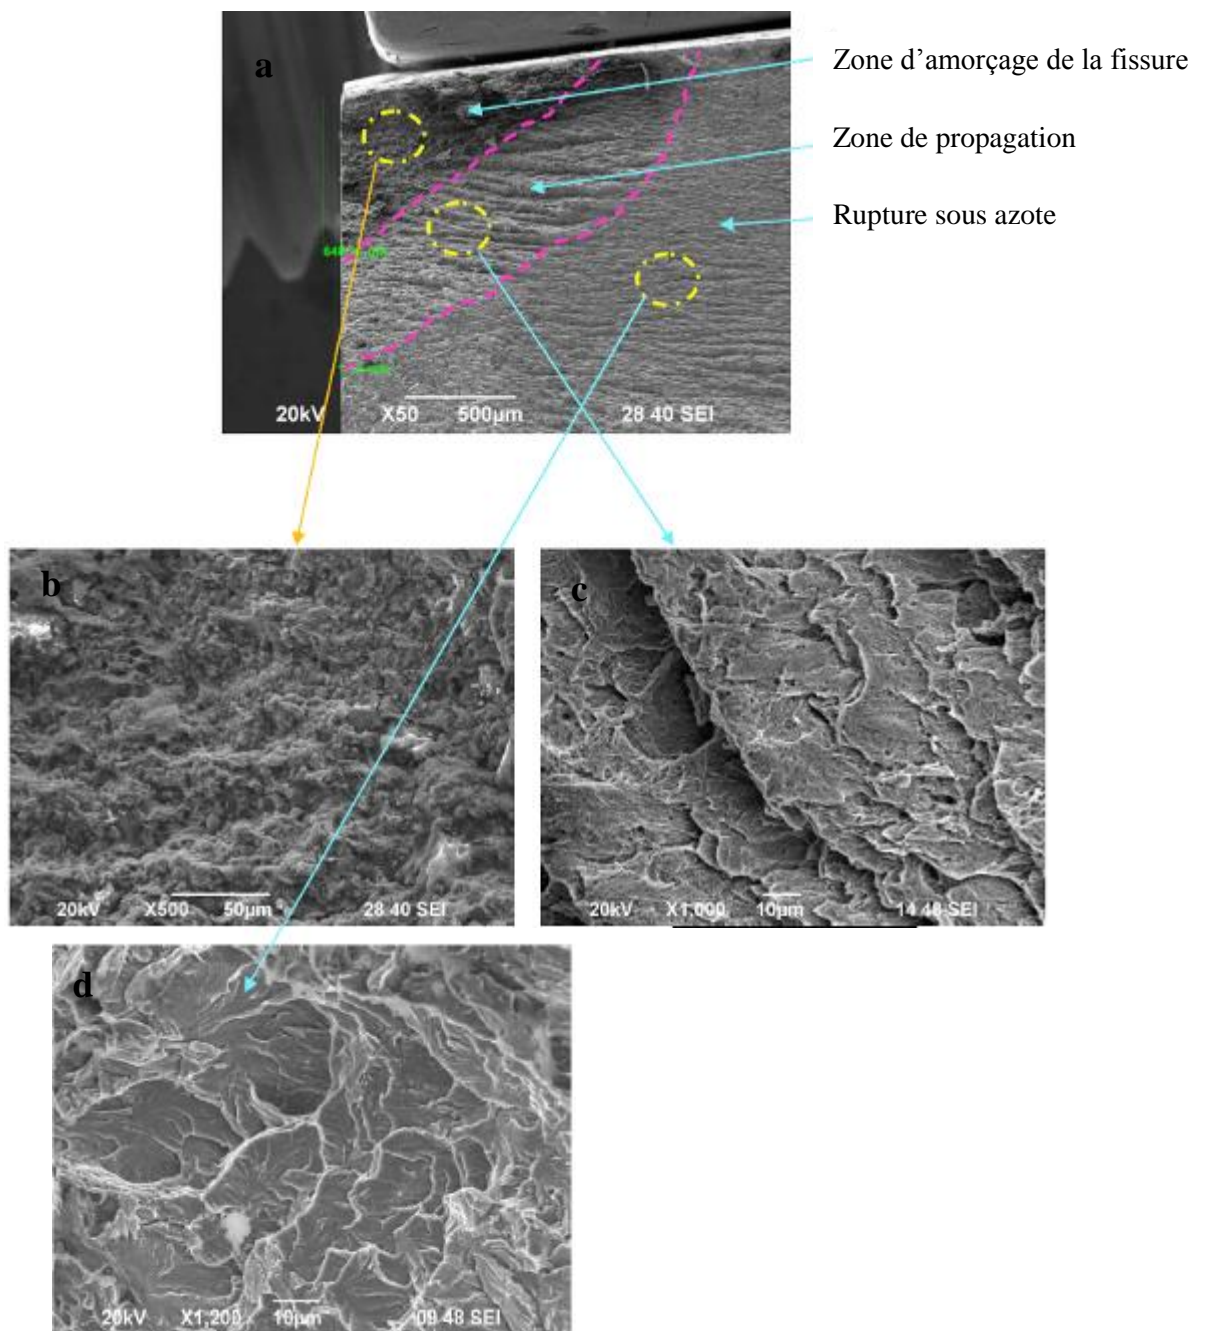 a
Zone d’amorçage de la fissure
Zone de propagation
Rupture sous azote
20kV X50 500µm 28 40 SEI
b
20kV X500 50µm 28 40 SEI
c
20kV X1,000 10µm 14 48 SEI
d
20kV X1,200 10µm 09 48 SEI